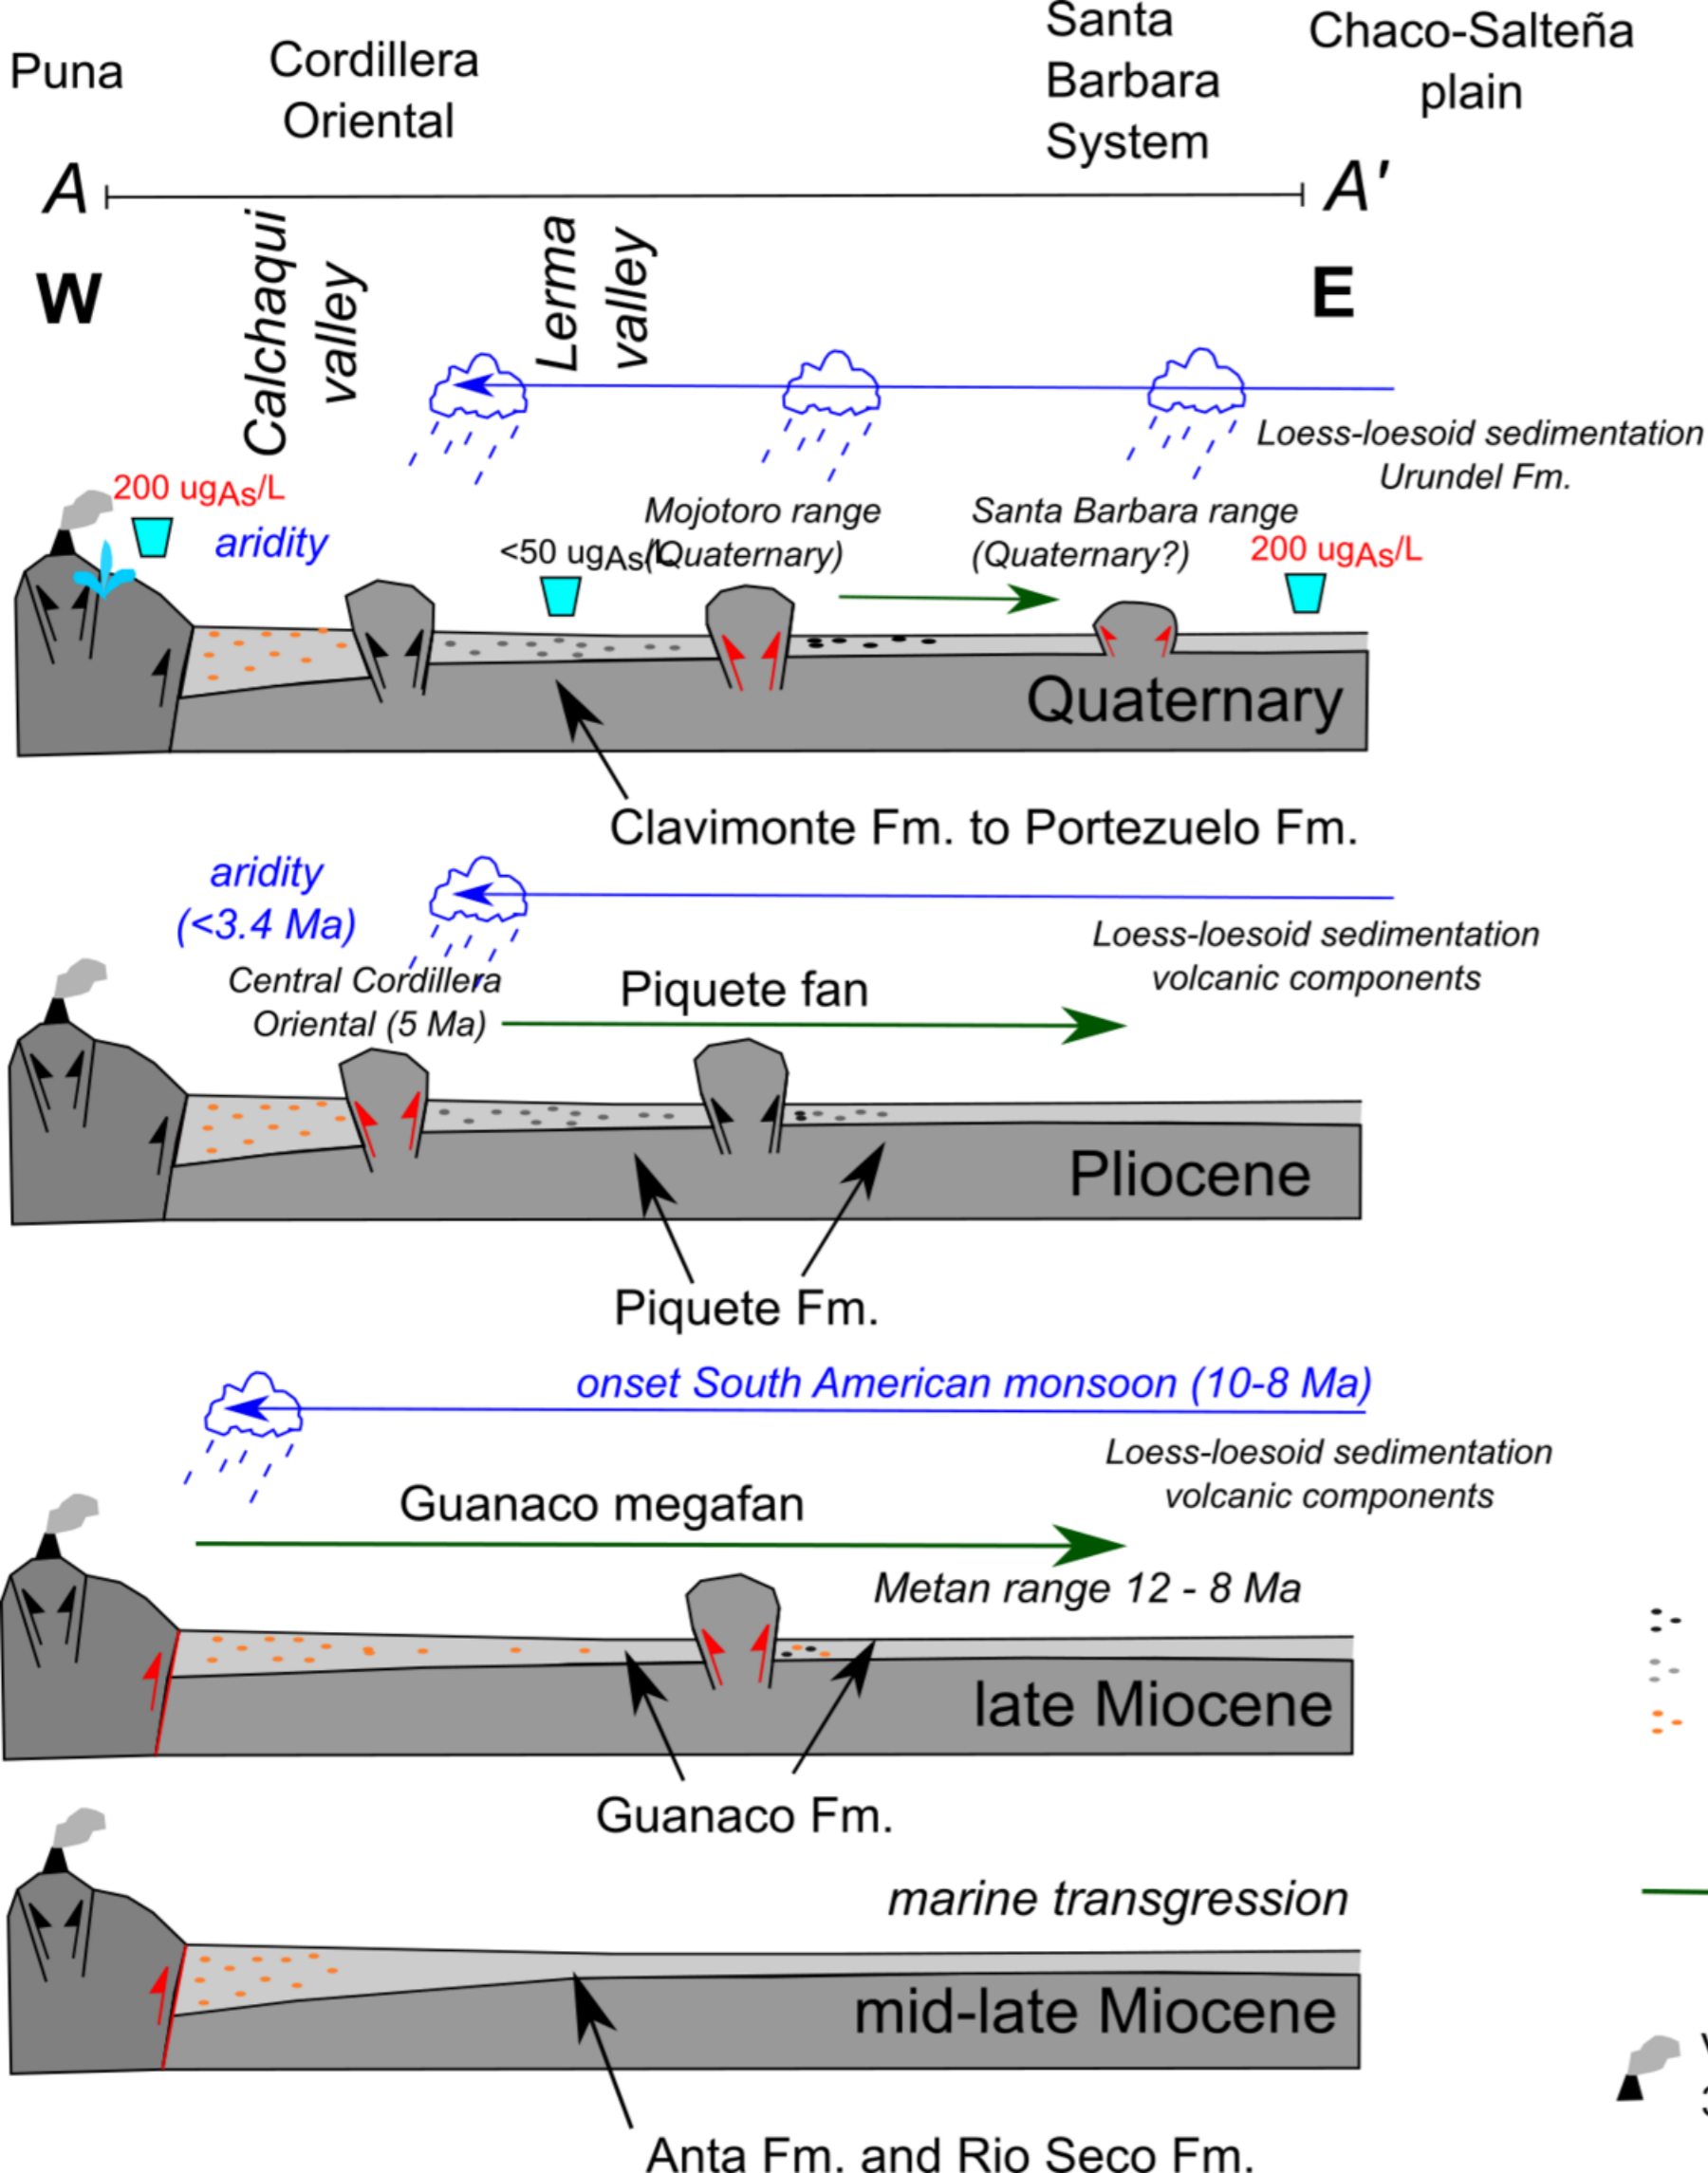 Puna
Cordillera
Oriental
Santa
Barbara
System
Chaco-Salteña
plain
A
A'
W
E
Calchaqui
valley
Lerma
valley
Loess-loesoid sedimentation
Urundel Fm.
200 ugAs/L
aridity
<50 ugAs/L
Mojotoro range
(Quaternary)
Santa Barbara range
(Quaternary?)
200 ugAs/L
Quaternary
Clavimonte Fm. to Portezuelo Fm.
aridity
(<3.4 Ma)
Loess-loesoid sedimentation
volcanic components
Central Cordillera
Oriental (5 Ma)
Piquete fan
Pliocene
Piquete Fm.
onset South American monsoon (10-8 Ma)
Loess-loesoid sedimentation
volcanic components
Guanaco megafan
Metan range 12 - 8 Ma
late Miocene
Guanaco Fm.
marine transgression
mid-late Miocene
Anta Fm. and Rio Seco Fm.